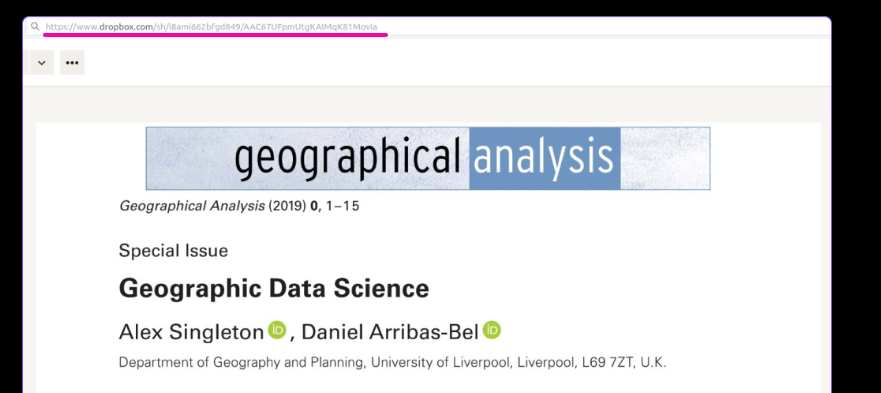 https://www.dropbox.com/sh/i8ami662bfgd849/AAC67UFpmUtgKAlMqK81Movla
geographical analysis
Geographical Analysis (2019) 0, 1–15
Special Issue
Geographic Data Science
Alex Singleton iD , Daniel Arribas-Bel iD
Department of Geography and Planning, University of Liverpool, Liverpool, L69 7ZT, U.K.